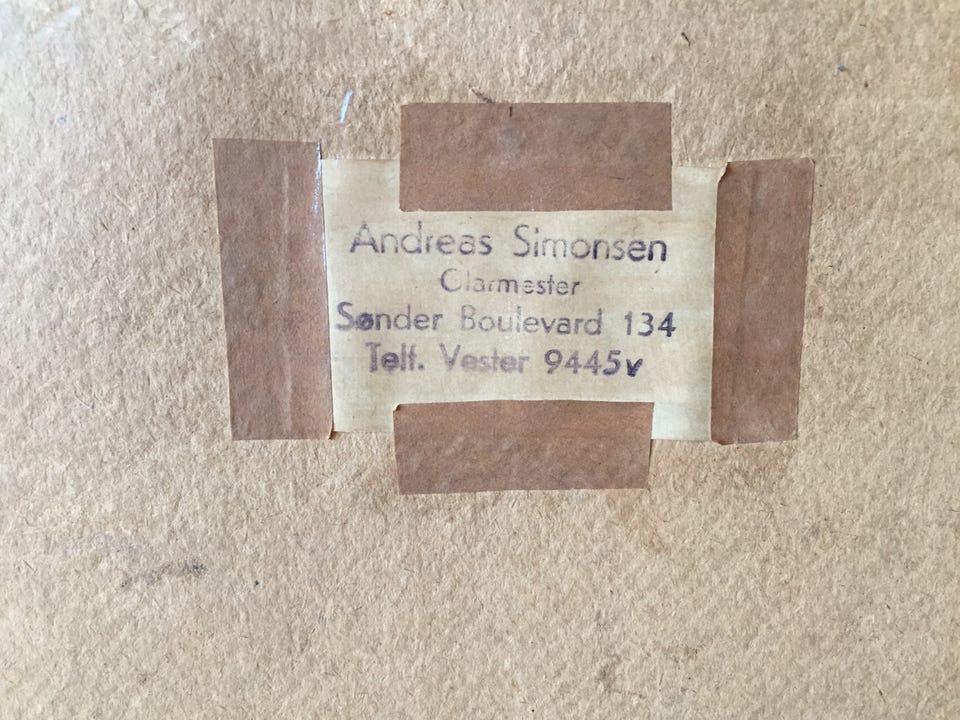 Andreas Simonsen
Glarmester
Sønder Boulevard 134
Telf. Vester 9445v